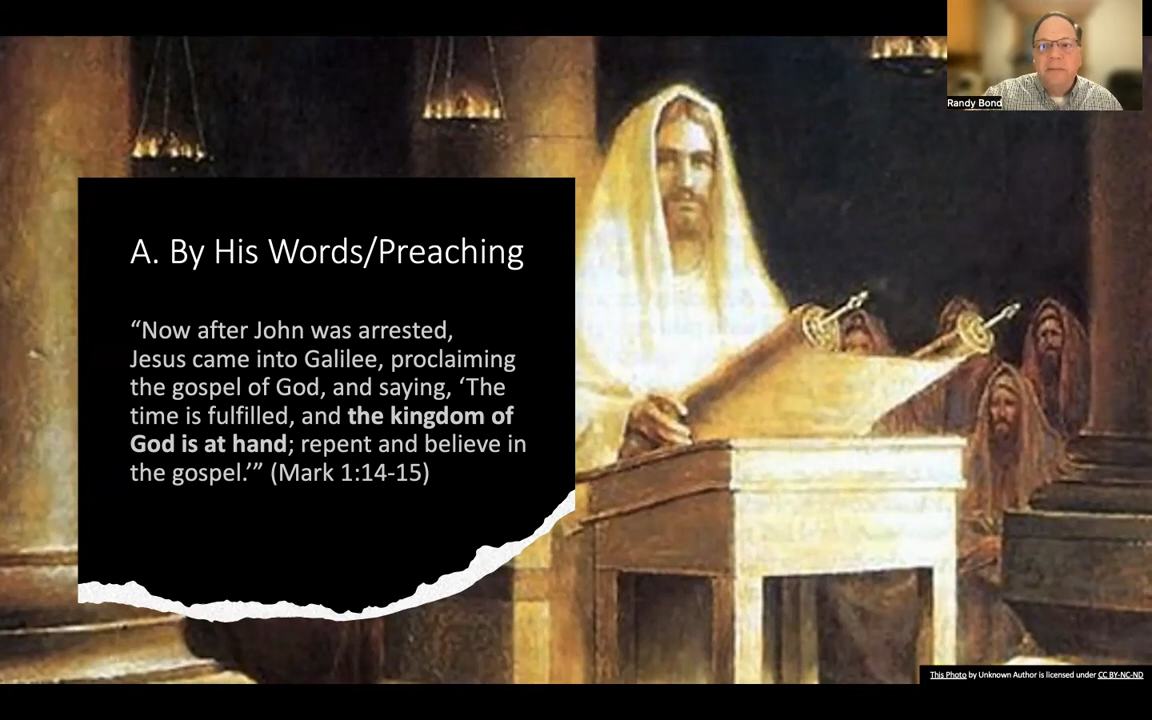 Randy Bond
A. By His Words/Preaching
“Now after John was arrested,
Jesus came into Galilee, proclaiming
the gospel of God, and saying, ‘The
time is fulfilled, and the kingdom of
God is at hand; repent and believe in
the gospel.’” (Mark 1:14-15)
This Photo by Unknown Author is licensed under CC BY-NC-ND